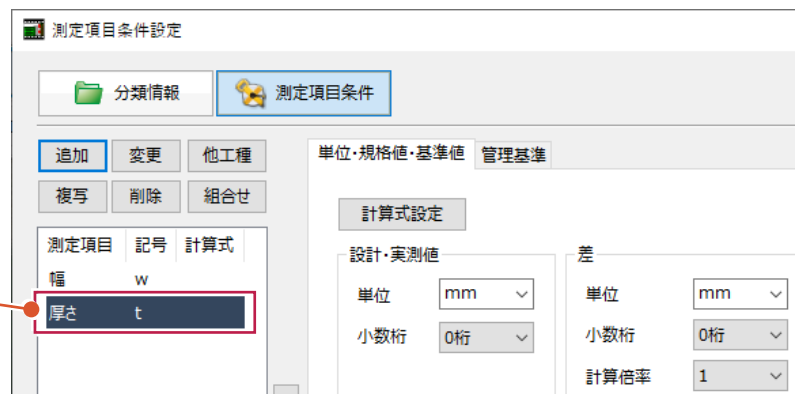 測定項目条件設定
分類情報 測定項目条件
追加 変更 他工種 単位・規格値・基準値 管理基準
複写 削除 組合せ
計算式設定
測定項目 記号 計算式
幅 w
厚さ t
設計・実測値
単位 mm
小数桁 0桁
差
単位 mm
小数桁 0桁
計算倍率 1